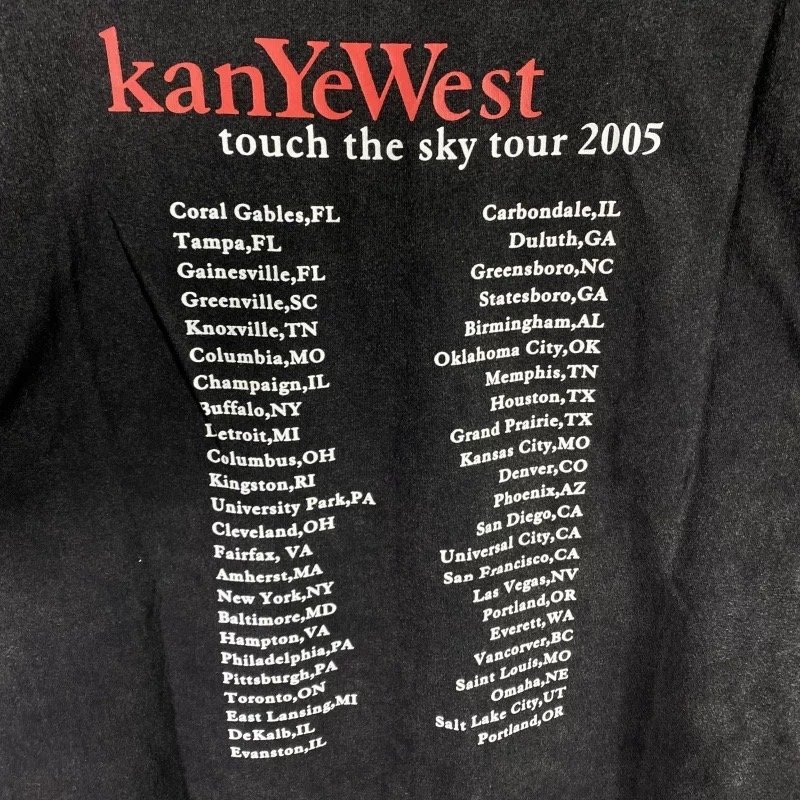 kanYeWest
touch the sky tour 2005
Coral Gables,FL
Tampa,FL
Gainesville,FL
Greenville,SC
Knoxville,TN
Columbia,MO
Champaign,IL
Buffalo,NY
Letroit,MI
Columbus,OH
Kingston,RI
University Park,PA
Cleveland,OH
Fairfax, VA
Amherst,MA
New York,NY
Baltimore,MD
Hampton,VA
Philadelphia,PA
Pittsburgh,PA
Toronto,ON
East Lansing,MI
DeKalb,IL
Evanston,IL
Carbondale,IL
Duluth,GA
Greensboro,NC
Statesboro,GA
Birmingham,AL
Oklahoma City,OK
Memphis,TN
Houston,TX
Grand Prairie,TX
Kansas City,MO
Denver,CO
Phoenix,AZ
San Diego,CA
Universal City,CA
San Francisco,CA
Las Vegas,NV
Portland,OR
Everett,WA
Vancorver,BC
Saint Louis,MO
Omaha,NE
Salt Lake City,UT
Portland,OR